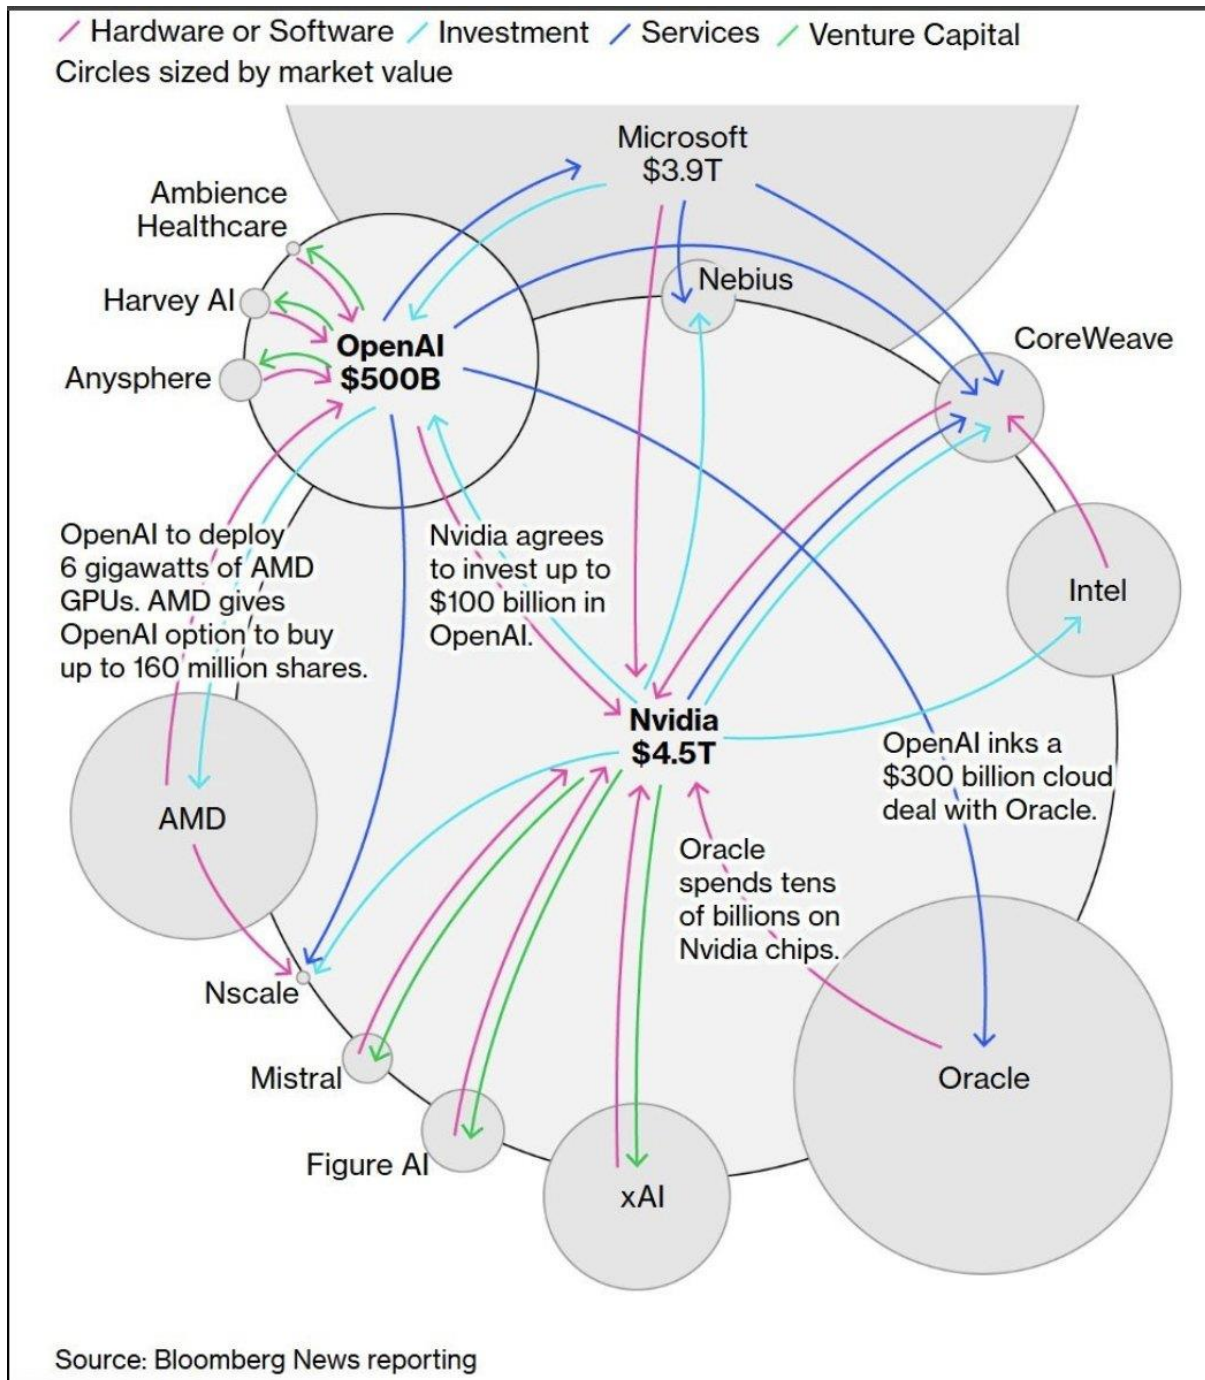 Hardware or Software Investment Services Venture Capital
Circles sized by market value
Microsoft
$3.9T
Ambience
Healthcare
Harvey AI
Anysphere
OpenAI
$500B
Nebius
CoreWeave
Intel
OpenAI to deploy
6 gigawatts of AMD
GPUs. AMD gives
OpenAI option to buy
up to 160 million shares.
Nvidia agrees
to invest up to
$100 billion in
OpenAI.
Nvidia
$4.5T
OpenAI inks a
$300 billion cloud
deal with Oracle.
AMD
Oracle
spends tens
of billions on
Nvidia chips.
Nscale
Mistral
Figure AI
xAI
Oracle
Source: Bloomberg News reporting